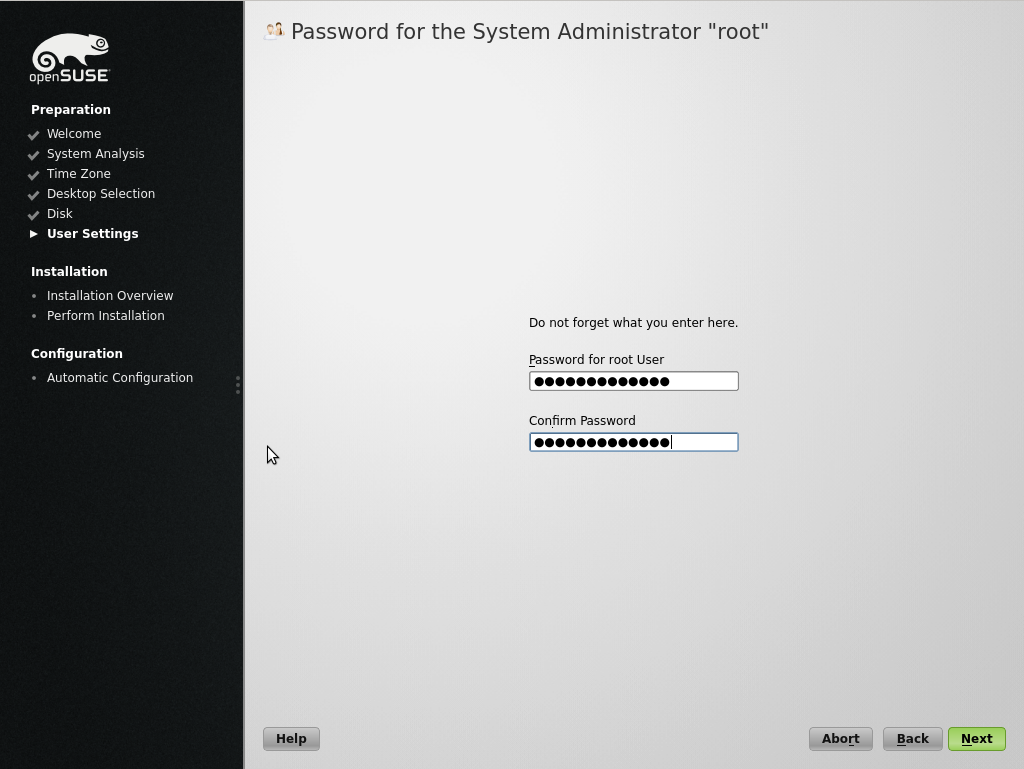 openSUSE
Preparation
Welcome
System Analysis
Time Zone
Desktop Selection
Disk
User Settings
Installation
Installation Overview
Perform Installation
Configuration
Automatic Configuration
Password for the System Administrator "root"
Do not forget what you enter here.
Password for root User
●●●●●●●●●●●●●
Confirm Password
●●●●●●●●●●●●●
Help
Abort
Back
Next